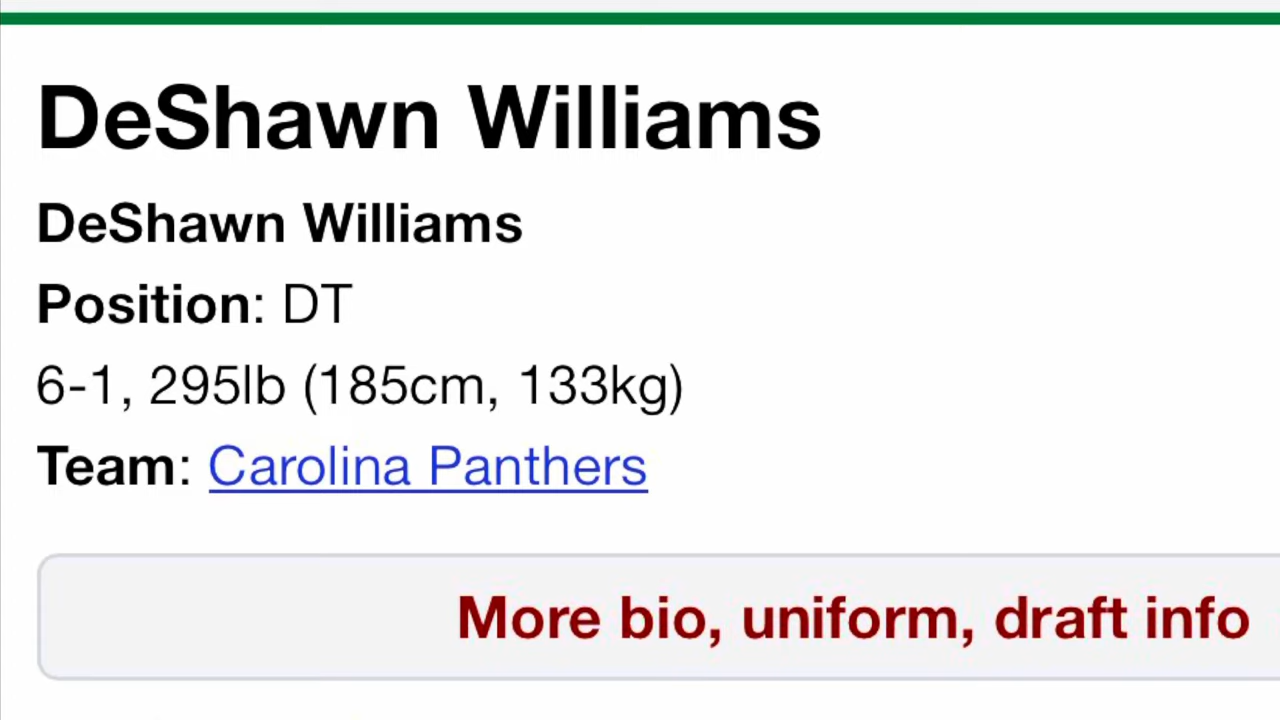 DeShawn Williams
DeShawn Williams
Position: DT
6-1, 295lb (185cm, 133kg)
Team: Carolina Panthers
More bio, uniform, draft info